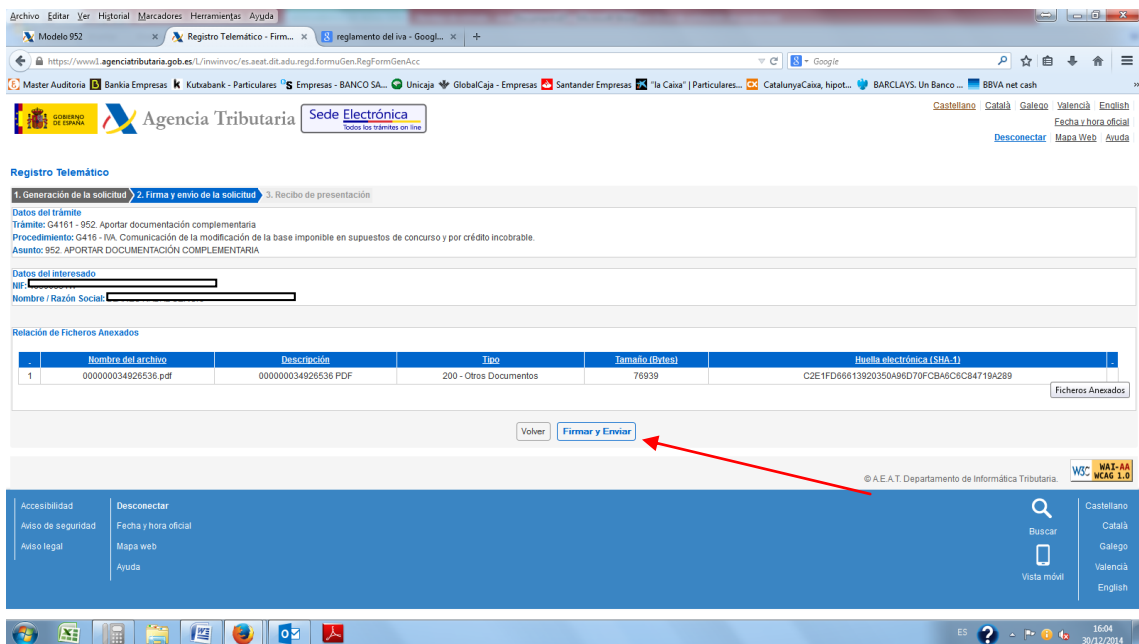 Archivo Editar Ver Historial Marcadores Herramientas Ayuda
Modelo 952 × Registro Telemático - Firm... × reglamento del iva - Googl... × +
https://www1.agenciatributaria.gob.es/L/inwinvoc/es.aeat.dit.adu.regd.formuGen.RegFormGenAcc
Google
Master Auditoria Bankia Empresas Kutxabank - Particulares Empresas - BANCO SA... Unicaja GlobalCaja - Empresas Santander Empresas "la Caixa" | Particulares... CatalunyaCaixa, hipot... BARCLAYS. Un Banco ... BBVA net cash »
GOBIERNO DE ESPAÑA
Agencia Tributaria
Sede Electrónica
Todos los trámites on line
Castellano Català Galego Valencià English
Fecha y hora oficial
Desconectar Mapa Web Ayuda
Registro Telemático
1. Generación de la solicitud 2. Firma y envío de la solicitud 3. Recibo de presentación
Datos del trámite
Trámite: G4161 - 952. Aportar documentación complementaria
Procedimiento: G416 - IVA. Comunicación de la modificación de la base imponible en supuestos de concurso y por crédito incobrable.
Asunto: 952. APORTAR DOCUMENTACIÓN COMPLEMENTARIA
Datos del interesado
NIF:
Nombre / Razón Social:
Relación de Ficheros Anexados
Nombre del archivo Descripción Tipo Tamaño (Bytes) Huella electrónica (SHA-1)
1 000000034926536.pdf 000000034926536 PDF 200 - Otros Documentos 76939 C2E1FD66613920350A96D70FCBA6C6C84719A289
Ficheros Anexados
Volver Firmar y Enviar
© A.E.A.T. Departamento de Informática Tributaria.
W3C WAI-AA WCAG 1.0
Accesibilidad
Aviso de seguridad
Aviso legal
Desconectar
Fecha y hora oficial
Mapa web
Ayuda
Buscar
Vista móvil
Castellano
Català
Galego
Valencià
English
ES
16:04
30/12/2014